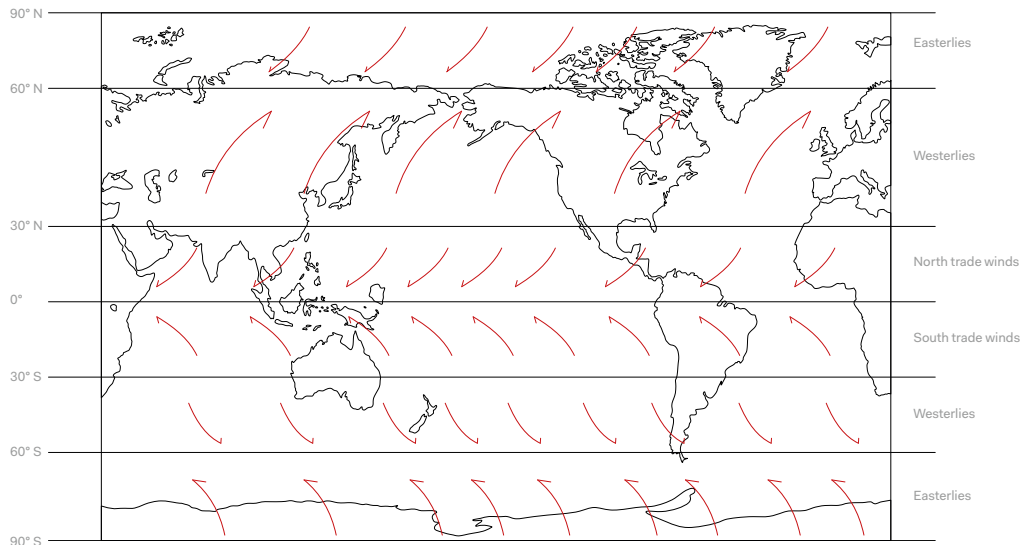 90° N
Easterlies
60° N
Westerlies
30° N
North trade winds
0°
South trade winds
30° S
Westerlies
60° S
Easterlies
90° S